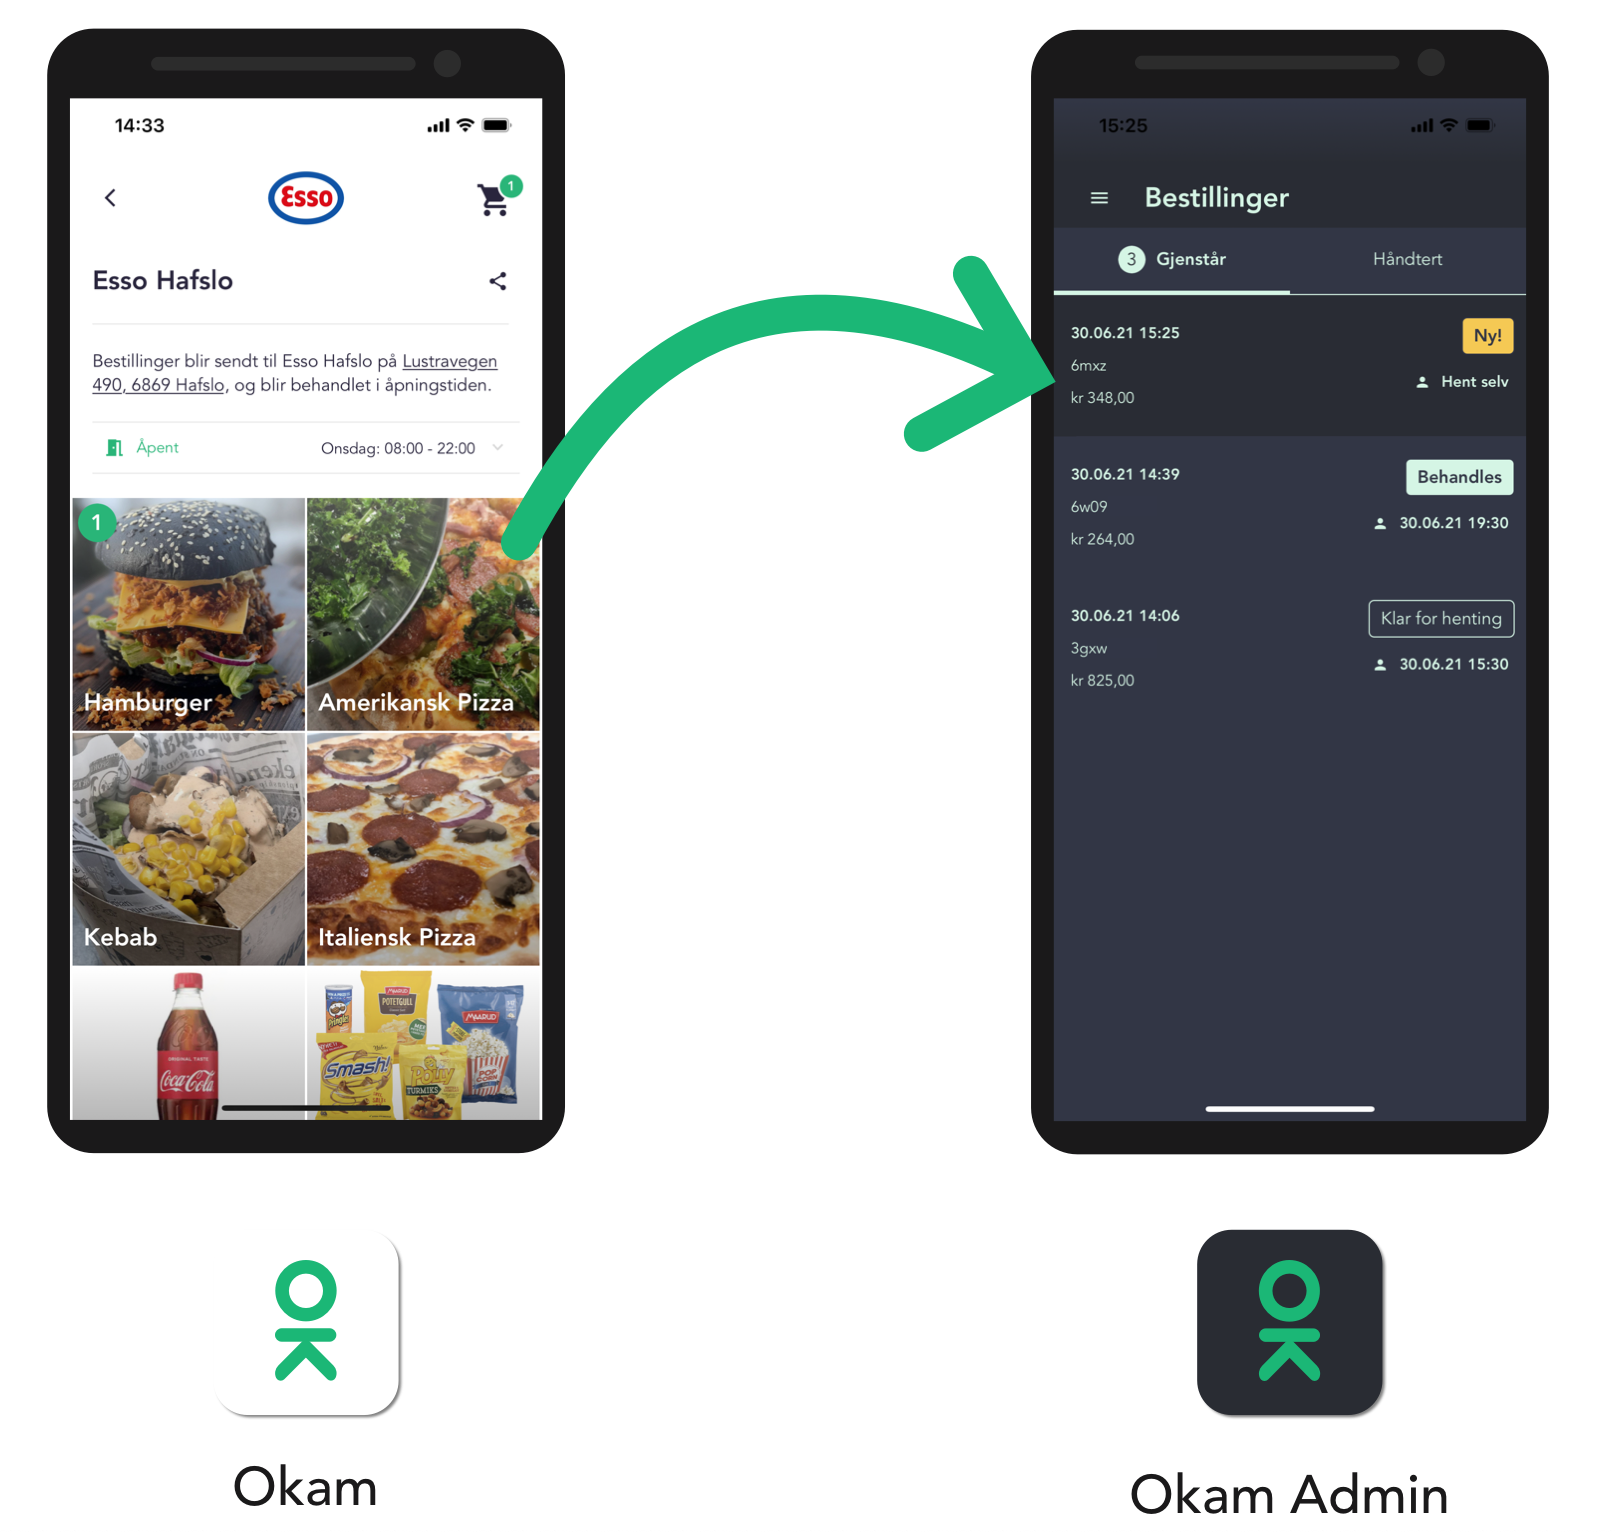 14:33
Esso
1
Esso Hafslo
Bestillinger blir sendt til Esso Hafslo på Lustravegen
490, 6869 Hafslo, og blir behandlet i åpningstiden.
Åpent
Onsdag: 08:00 - 22:00
1
Hamburger
Amerikansk Pizza
Kebab
Italiensk Pizza
ORIGINAL TASTE
Coca-Cola
Pringles
MAARUD
POTETGULL
MAARUD
POP
CORN
Smash!
Polly
TURMIKS
Okam
15:25
Bestillinger
3 Gjenstår
Håndtert
30.06.21 15:25
Ny!
6mxz
Hent selv
kr 348,00
30.06.21 14:39
Behandles
6w09
30.06.21 19:30
kr 264,00
30.06.21 14:06
Klar for henting
3gxw
30.06.21 15:30
kr 825,00
Okam Admin